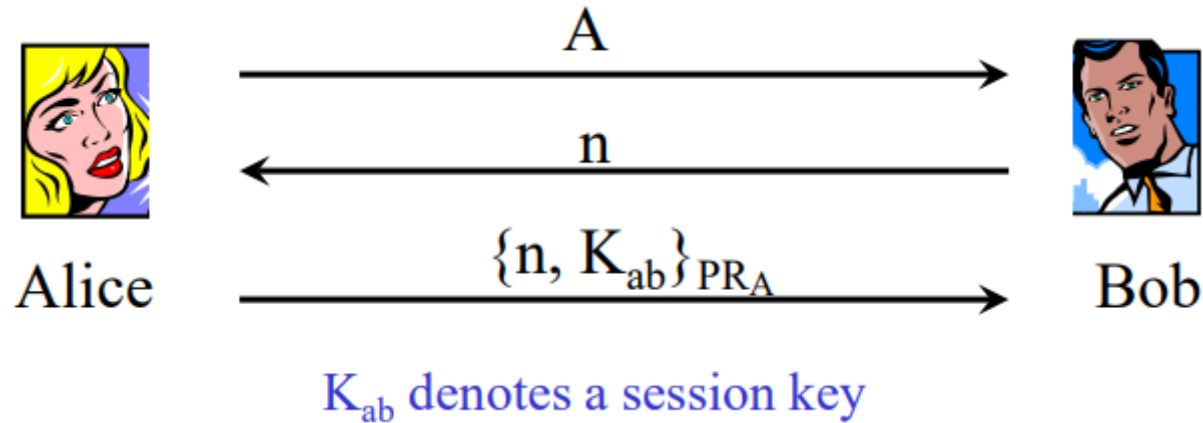 A
n
{n, K_ab}_PR_A
Alice
Bob
K_ab denotes a session key